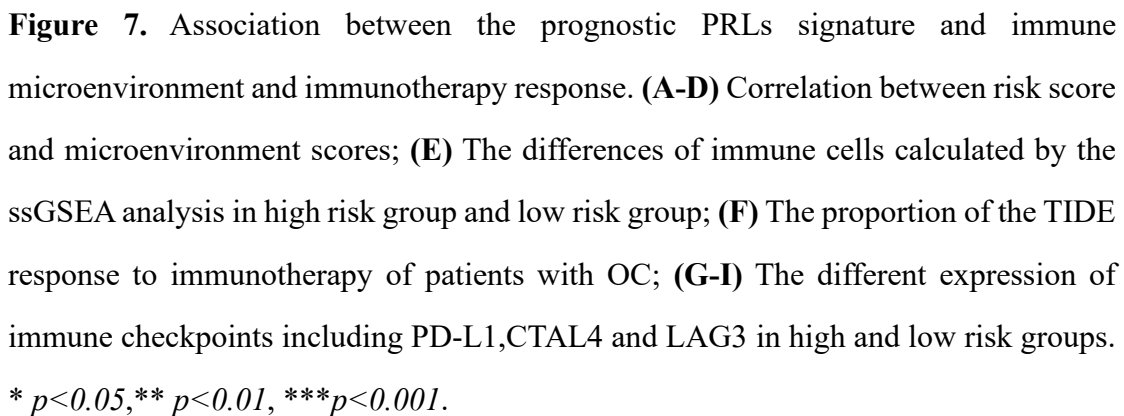 Figure 7. Association between the prognostic PRLs signature and immune
microenvironment and immunotherapy response. (A-D) Correlation between risk score
and microenvironment scores; (E) The differences of immune cells calculated by the
ssGSEA analysis in high risk group and low risk group; (F) The proportion of the TIDE
response to immunotherapy of patients with OC; (G-I) The different expression of
immune checkpoints including PD-L1,CTAL4 and LAG3 in high and low risk groups.
* p<0.05,** p<0.01, ***p<0.001.